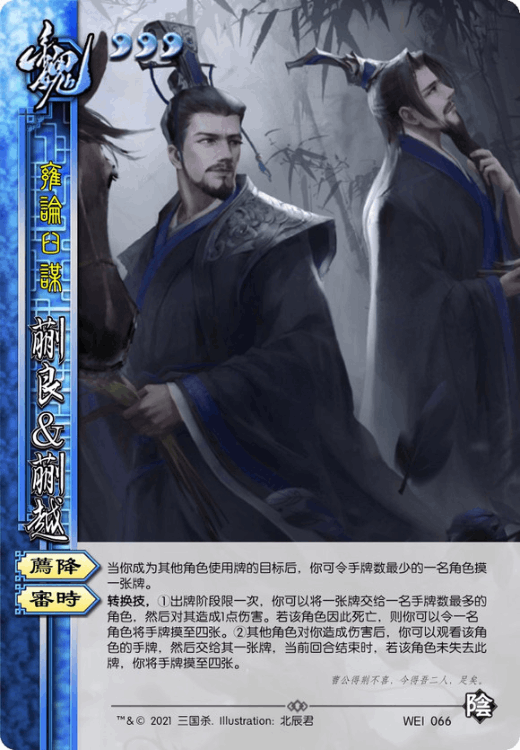 魏
雍論臼謀
蒯良&蒯越
薦降
當你成为其他角色使用牌的目标后，你可令手牌数最少的一名角色摸
一张牌。
審時
转换技，①出牌阶段限一次，你可以将一张牌交给一名手牌数最多的
角色，然后对其造成1点伤害。若该角色因此死亡，则你可以令一名
角色将手牌摸至四张。②其他角色对你造成伤害后，你可以观看该角
色的手牌，然后交给其一张牌，当前回合结束时，若该角色未失去此
牌，你将手牌摸至四张。
曹公得荆不喜，今得吾二人，足矣。
陰
™&© 2021 三国杀. Illustration: 北辰君
WEI 066